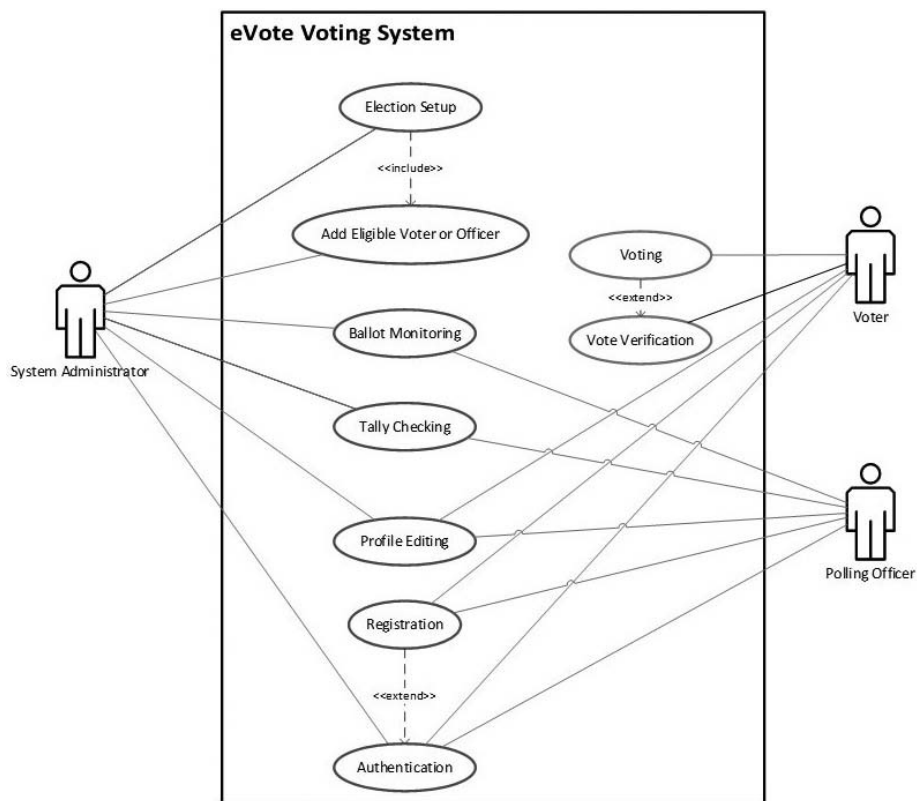 eVote Voting System
Election Setup
<<include>>
Add Eligible Voter or Officer
Voting
<<extend>>
Vote Verification
Voter
Ballot Monitoring
System Administrator
Tally Checking
Profile Editing
Polling Officer
Registration
<<extend>>
Authentication